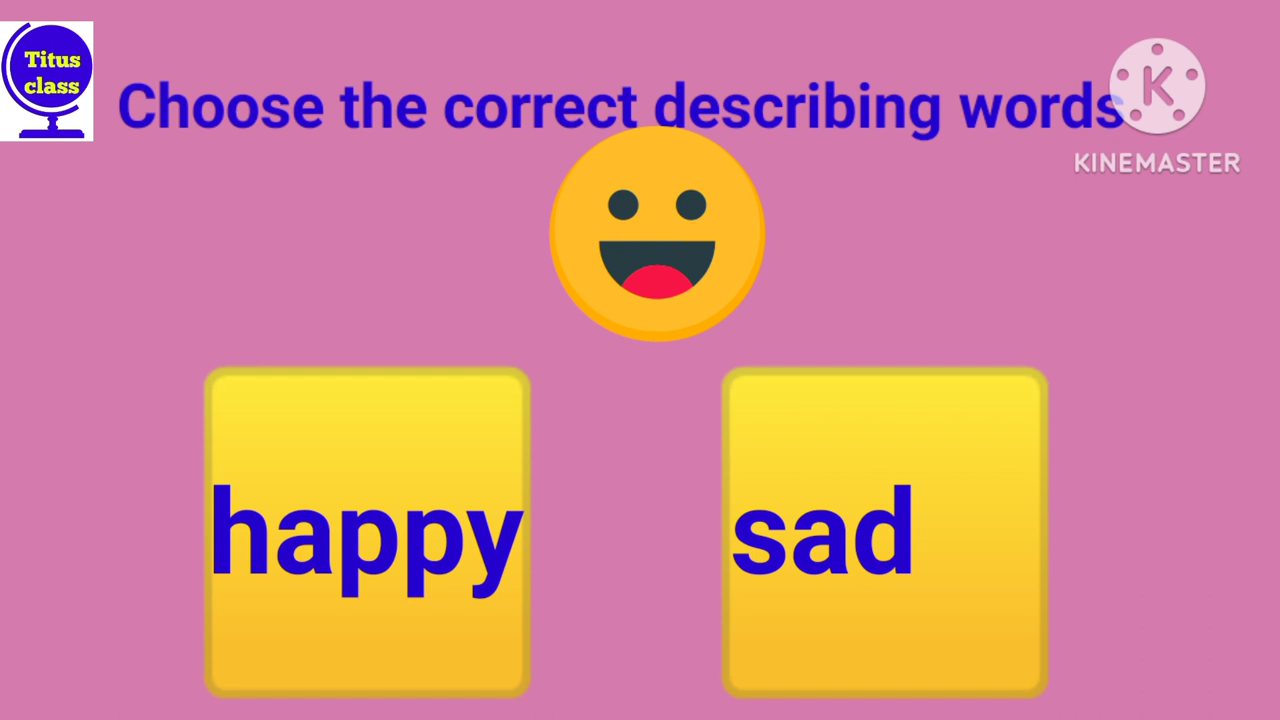 Titus
class
Choose the correct describing words
K
KINEMASTER
happy
sad